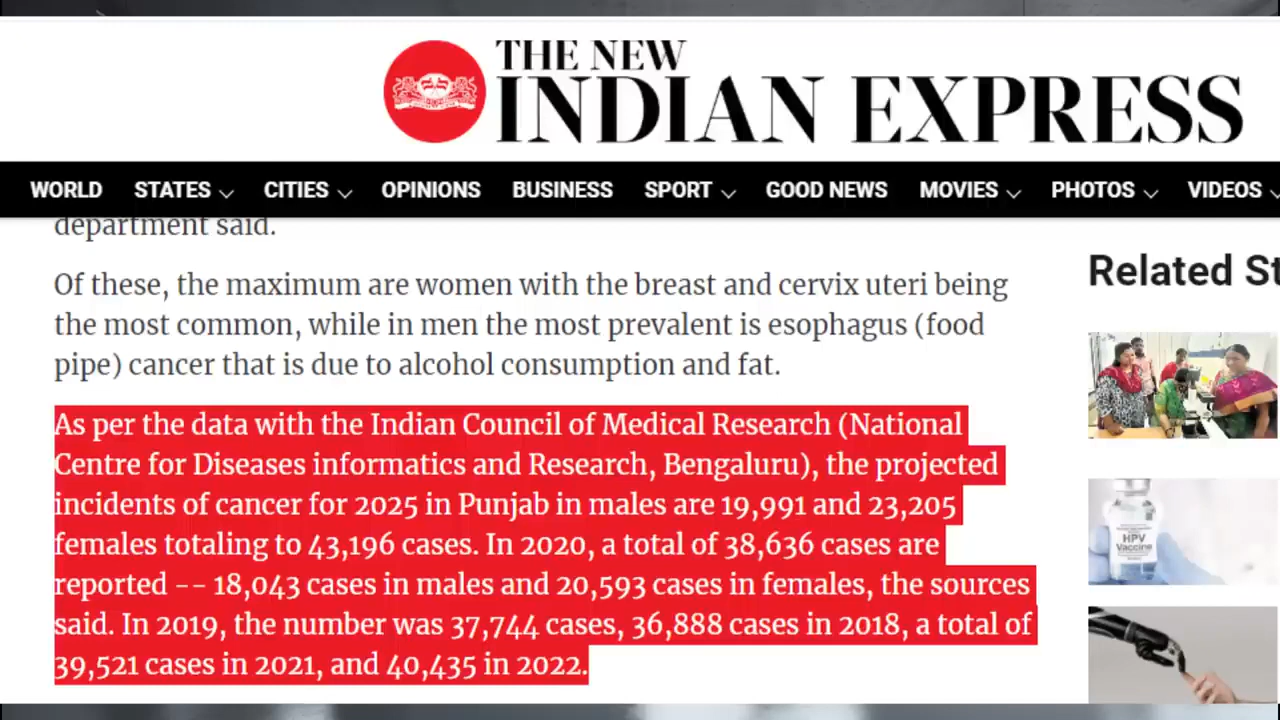 THE NEW
INDIAN EXPRESS
WORLD STATES CITIES OPINIONS BUSINESS SPORT GOOD NEWS MOVIES PHOTOS VIDEOS
department said.
Of these, the maximum are women with the breast and cervix uteri being
the most common, while in men the most prevalent is esophagus (food
pipe) cancer that is due to alcohol consumption and fat.
As per the data with the Indian Council of Medical Research (National
Centre for Diseases informatics and Research, Bengaluru), the projected
incidents of cancer for 2025 in Punjab in males are 19,991 and 23,205
females totaling to 43,196 cases. In 2020, a total of 38,636 cases are
reported -- 18,043 cases in males and 20,593 cases in females, the sources
said. In 2019, the number was 37,744 cases, 36,888 cases in 2018, a total of
39,521 cases in 2021, and 40,435 in 2022.
Related St
HPV
Vaccine